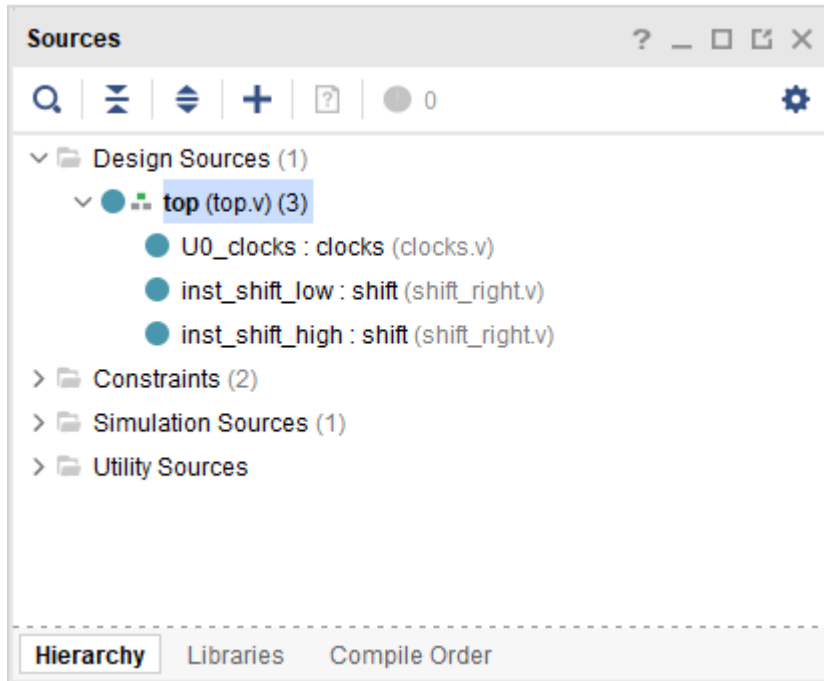 Sources
0
Design Sources (1)
top (top.v) (3)
U0_clocks : clocks (clocks.v)
inst_shift_low : shift (shift_right.v)
inst_shift_high : shift (shift_right.v)
Constraints (2)
Simulation Sources (1)
Utility Sources
Hierarchy Libraries Compile Order